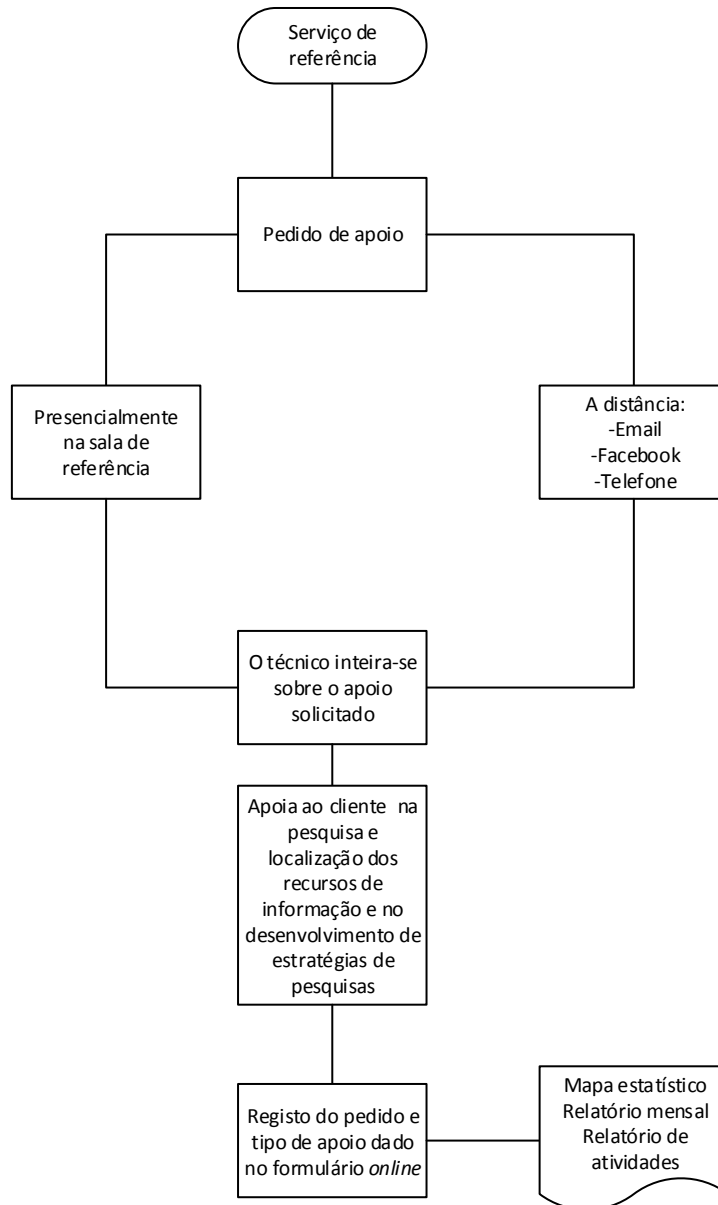 Serviço de
referência
Pedido de apoio
Presencialmente
na sala de
referência
A distância:
-Email
-Facebook
-Telefone
O técnico inteira-se
sobre o apoio
solicitado
Apoia ao cliente na
pesquisa e
localização dos
recursos de
informação e no
desenvolvimento de
estratégias de
pesquisas
Registo do pedido e
tipo de apoio dado
no formulário online
Mapa estatístico
Relatório mensal
Relatório de
atividades